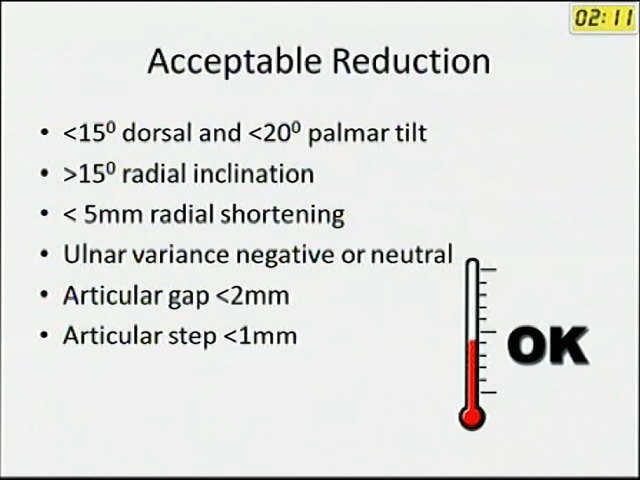 02:11
Acceptable Reduction
• <15⁰ dorsal and <20⁰ palmar tilt
• >15⁰ radial inclination
• < 5mm radial shortening
• Ulnar variance negative or neutral
• Articular gap <2mm
• Articular step <1mm
OK